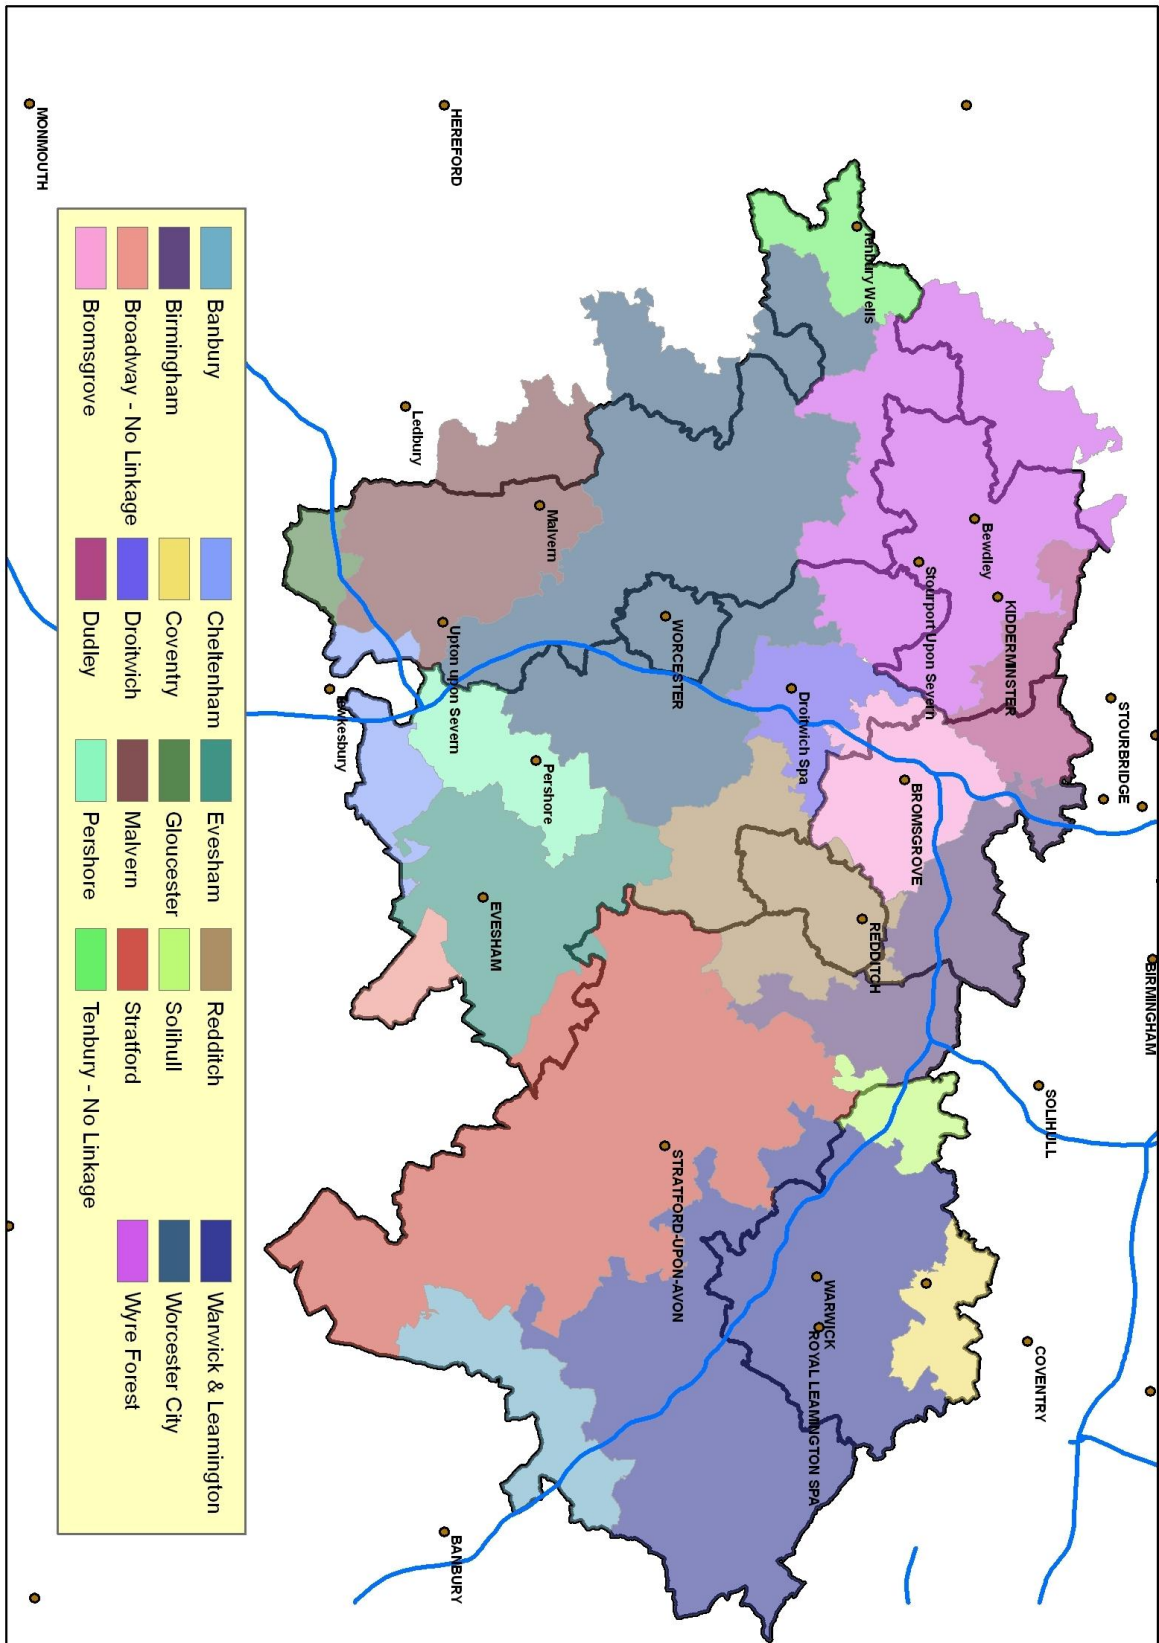 STOURBRIDGE
BIRMINGHAM
SOLIHULL
COVENTRY
KIDDERMINSTER
Bewdley
Stourport Upon Severn
BROMSGROVE
REDDITCH
Tenbury Wells
Droitwich Spa
WARWICK
ROYAL LEAMINGTON SPA
WORCESTER
STRATFORD-UPON-AVON
Malvern
Pershore
EVESHAM
HEREFORD
Upton upon Severn
BANBURY
Ledbury
Tewkesbury
MONMOUTH
Banbury
Birmingham
Broadway - No Linkage
Bromsgrove
Cheltenham
Coventry
Droitwich
Dudley
Evesham
Gloucester
Malvern
Pershore
Redditch
Solihull
Stratford
Tenbury - No Linkage
Warwick & Leamington
Worcester City
Wyre Forest